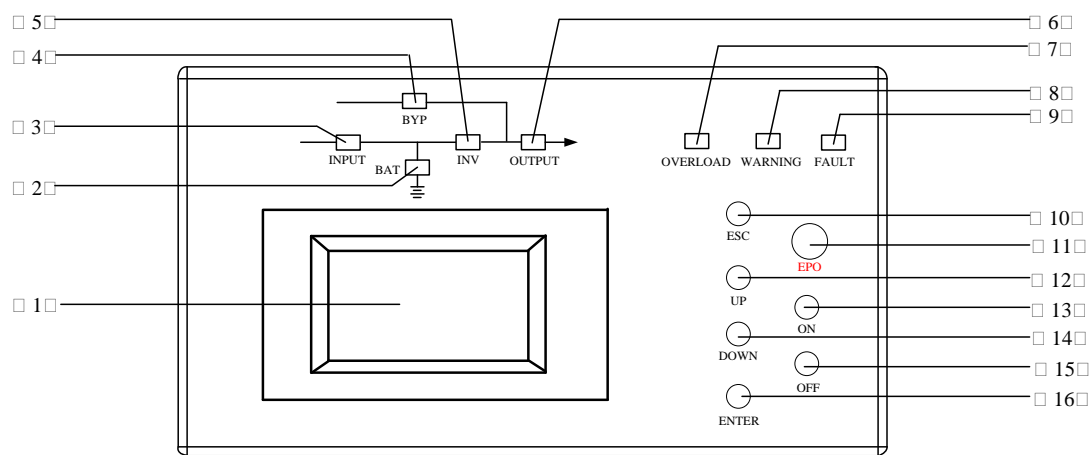 □ 5□
□ 6□
□ 4□
□ 7□
□ 8□
□ 9□
BYP
□ 3□
INPUT
INV
OUTPUT
OVERLOAD
WARNING
FAULT
BAT
□ 2□
ESC
□ 10□
□ 11□
EPO
UP
□ 12□
□ 1□
ON
□ 13□
DOWN
□ 14□
□ 15□
OFF
□ 16□
ENTER